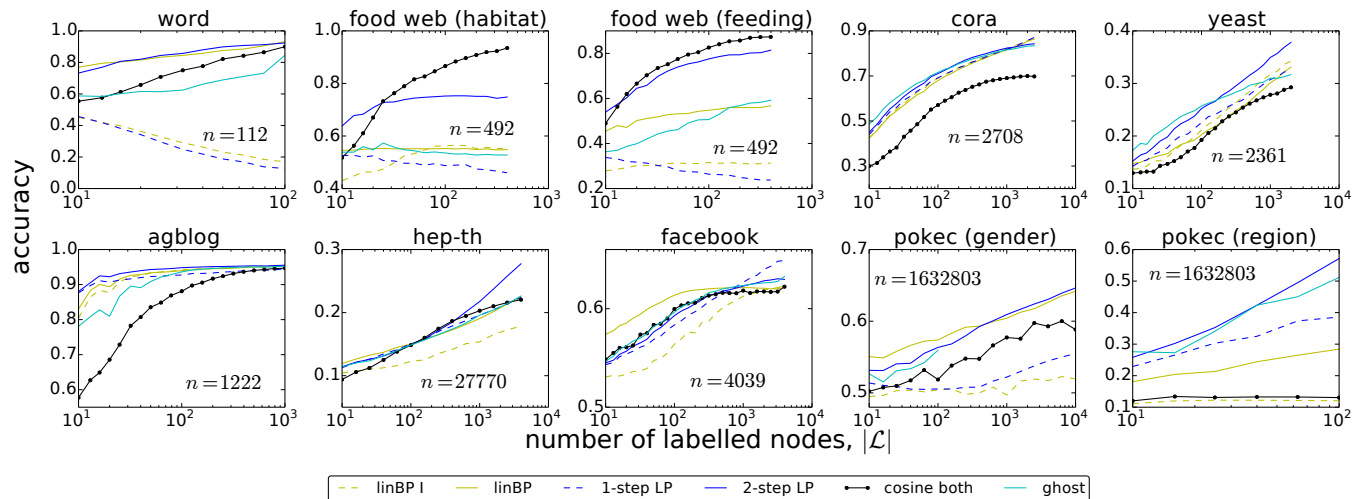 word
food web (habitat)
food web (feeding)
cora
yeast
1.0
0.8
0.6
0.4
0.2
0.0
n=112
10^1
10^2
1.0
0.8
0.6
0.4
n=492
10^1
10^2
10^3
0.8
0.6
0.4
0.2
n=492
10^1
10^2
10^3
0.9
0.7
0.5
0.3
n=2708
10^1
10^2
10^3
10^4
0.4
0.3
0.2
0.1
n=2361
10^1
10^2
10^3
10^4
accuracy
agblog
hep-th
facebook
pokec (gender)
pokec (region)
1.0
0.9
0.8
0.7
0.6
n=1222
10^1
10^2
10^3
0.3
0.2
0.1
n=27770
10^1
10^2
10^3
10^4
0.6
0.5
n=4039
10^1
10^2
10^3
10^4
0.7
0.6
0.5
n=1632803
10^1
10^2
10^3
10^4
0.6
0.5
0.4
0.3
0.2
0.1
n=1632803
10^1
10^2
number of labelled nodes, |ℒ|
linBP I
linBP
1-step LP
2-step LP
cosine both
ghost